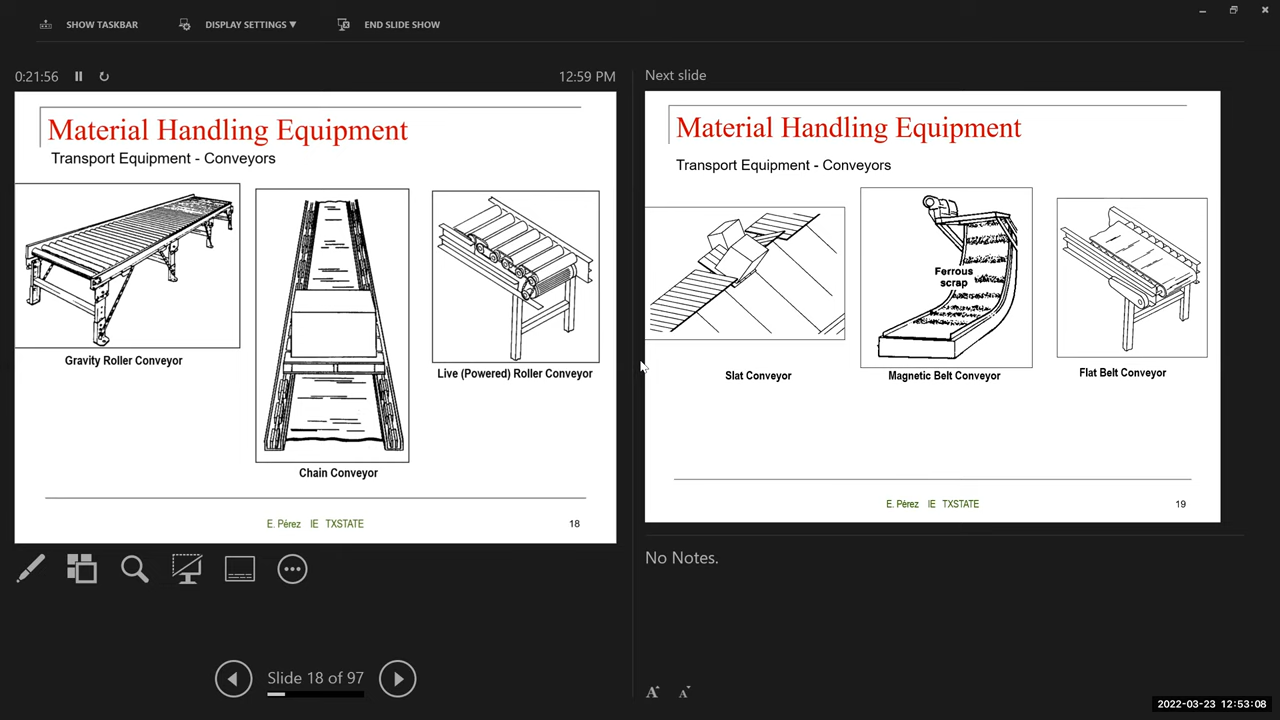 SHOW TASKBAR
DISPLAY SETTINGS ▼
END SLIDE SHOW
0:21:56
12:59 PM
Material Handling Equipment
Transport Equipment - Conveyors
Gravity Roller Conveyor
Live (Powered) Roller Conveyor
Chain Conveyor
E. Pérez IE TXSTATE
18
Slide 18 of 97
Next slide
Material Handling Equipment
Transport Equipment - Conveyors
Ferrous
scrap
Slat Conveyor
Magnetic Belt Conveyor
Flat Belt Conveyor
E. Pérez IE TXSTATE
19
No Notes.
A A
2022-03-23 12:53:08